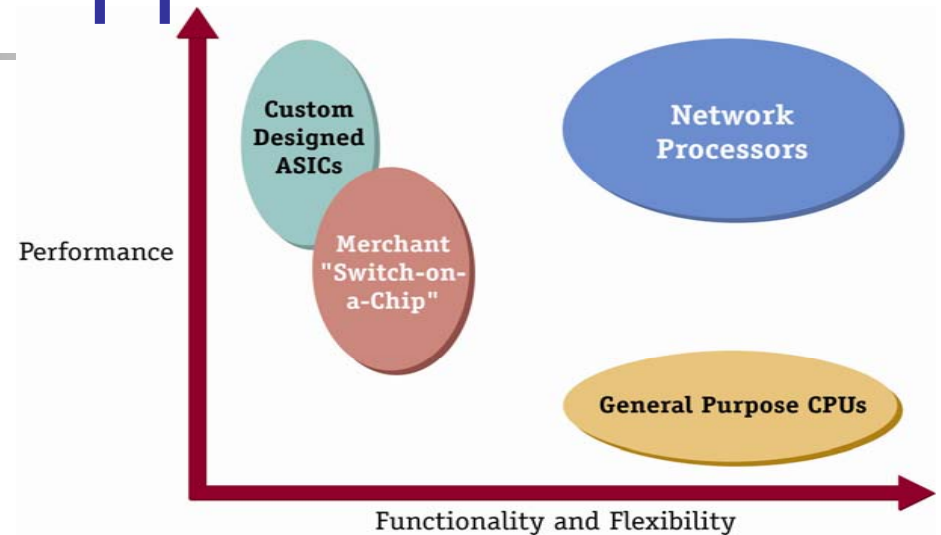 Custom
Designed
ASICs
Network
Processors
Performance
Merchant
"Switch-on-
a-Chip"
General Purpose CPUs
Functionality and Flexibility